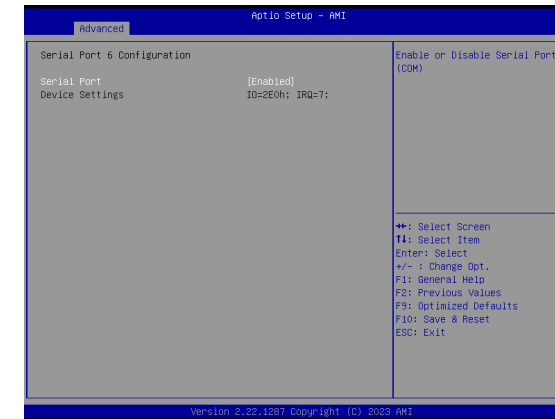 Aptio Setup - AMI
Advanced
Serial Port 6 Configuration
Serial Port [Enabled]
Device Settings IO=2E0h; IRQ=7;
Enable or Disable Serial Port
(COM)
→←: Select Screen
↑↓: Select Item
Enter: Select
+/- : Change Opt.
F1: General Help
F2: Previous Values
F9: Optimized Defaults
F10: Save & Reset
ESC: Exit
Version 2.22.1287 Copyright (C) 2023 AMI